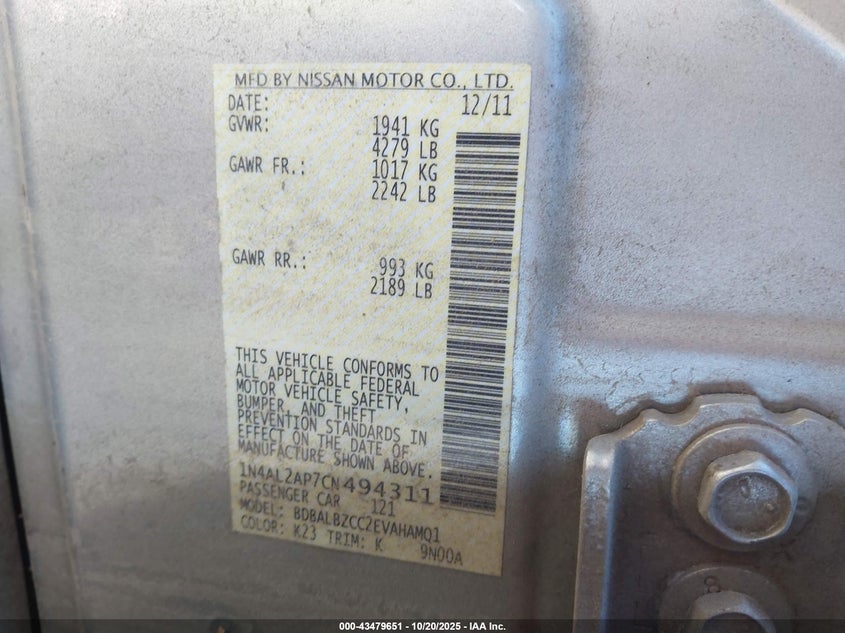 MFD BY NISSAN MOTOR CO., LTD.
DATE: 12/11
GVWR: 1941 KG
4279 LB
GAWR FR.: 1017 KG
2242 LB
GAWR RR.: 993 KG
2189 LB
THIS VEHICLE CONFORMS TO
ALL APPLICABLE FEDERAL
MOTOR VEHICLE SAFETY,
BUMPER, AND THEFT
PREVENTION STANDARDS IN
EFFECT ON THE DATE OF
MANUFACTURE SHOWN ABOVE.
1N4AL2AP7CN494311
PASSENGER CAR 121
MODEL: BDBALBZCC2EVAHAMQ1
COLOR: K23 TRIM: K 9N00A
8
000-43479651 - 10/20/2025 - IAA Inc.